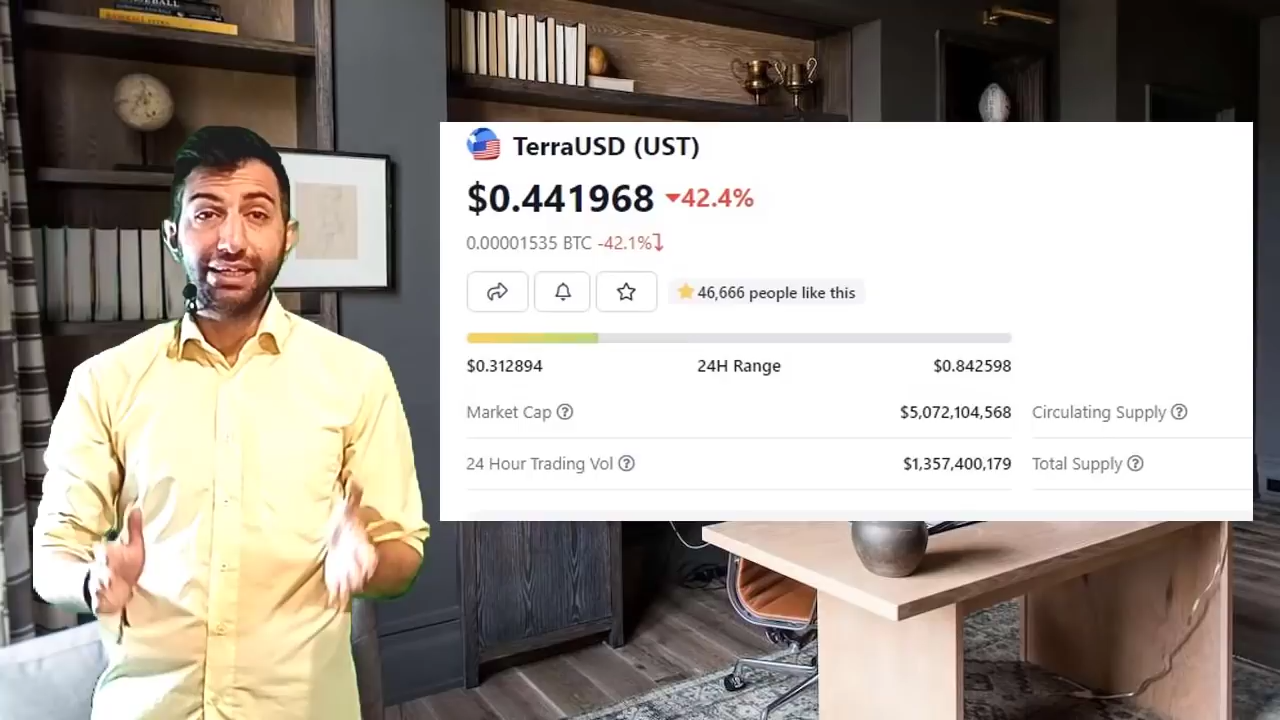 BASEBALL
TerraUSD (UST)
$0.441968 ▼42.4%
0.00001535 BTC -42.1%
46,666 people like this
$0.312894 24H Range $0.842598
Market Cap ? $5,072,104,568 Circulating Supply ?
24 Hour Trading Vol ? $1,357,400,179 Total Supply ?